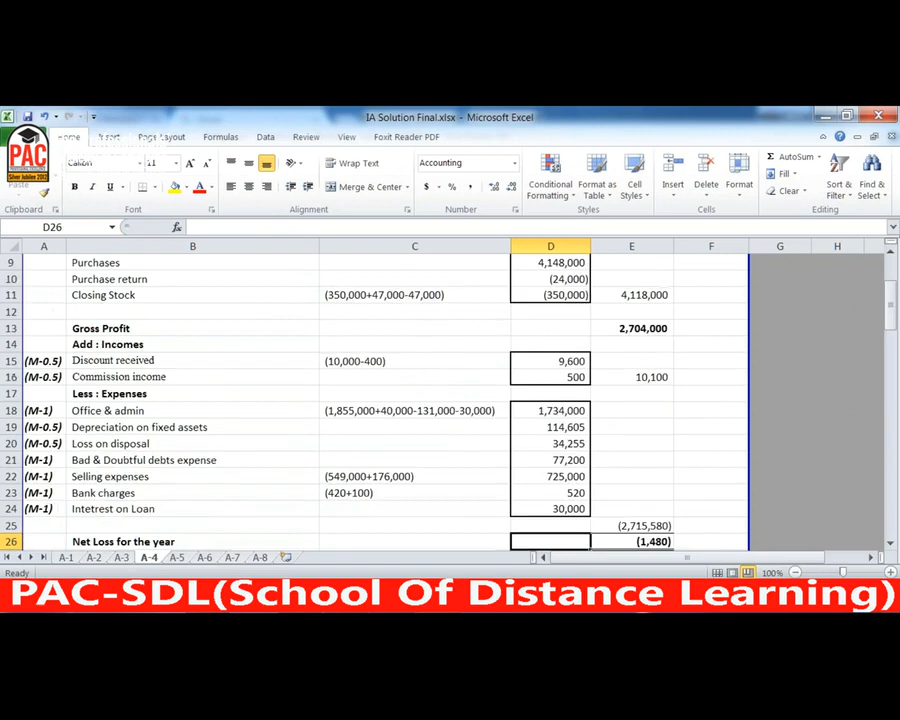 IA Solution Final.xlsx - Microsoft Excel
Home Insert Page Layout Formulas Data Review View Foxit Reader PDF
PAC
Silver Jubilee 2012
Calibri 11 Wrap Text Accounting AutoSum
Paste Merge & Center Conditional Formatting Format as Table Cell Styles Insert Delete Format Fill Clear Sort & Filter Find & Select
Clipboard Font Alignment Number Styles Cells Editing
D26 fx
A B C D E F G H
9 Purchases 4,148,000
10 Purchase return (24,000)
11 Closing Stock (350,000+47,000-47,000) (350,000) 4,118,000
12
13 Gross Profit 2,704,000
14 Add : Incomes
15 (M-0.5) Discount received (10,000-400) 9,600
16 (M-0.5) Commission income 500 10,100
17 Less : Expenses
18 (M-1) Office & admin (1,855,000+40,000-131,000-30,000) 1,734,000
19 (M-0.5) Depreciation on fixed assets 114,605
20 (M-0.5) Loss on disposal 34,255
21 (M-1) Bad & Doubtful debts expense 77,200
22 (M-1) Selling expenses (549,000+176,000) 725,000
23 (M-1) Bank charges (420+100) 520
24 (M-1) Intetrest on Loan 30,000
25 (2,715,580)
26 Net Loss for the year (1,480)
A-1 A-2 A-3 A-4 A-5 A-6 A-7 A-8
Ready 100%
PAC-SDL(School Of Distance Learning)